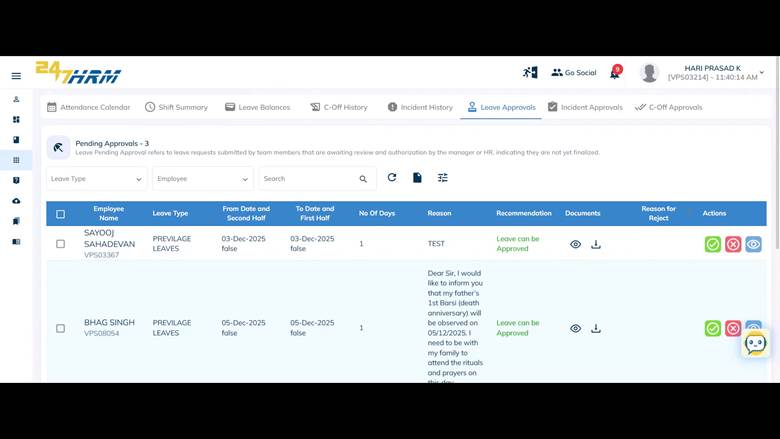 247HRM
Go Social
9
HARI PRASAD K
[VPS03214] - 11:40:14 AM
Attendance Calendar
Shift Summary
Leave Balances
C-Off History
Incident History
Leave Approvals
Incident Approvals
C-Off Approvals
Pending Approvals - 3
Leave Pending Approval refers to leave requests submitted by team members that are awaiting review and authorization by the manager or HR, indicating they are not yet finalized.
Leave Type
Employee
Search
Employee Name
Leave Type
From Date and Second Half
To Date and First Half
No Of Days
Reason
Recommendation
Documents
Reason for Reject
Actions
SAYOOJ
SAHADEVAN
VPS03367
PREVILAGE
LEAVES
03-Dec-2025
false
03-Dec-2025
false
1
TEST
Leave can be
Approved
BHAG SINGH
VPS08054
PREVILAGE
LEAVES
05-Dec-2025
false
05-Dec-2025
false
1
Dear Sir, I would
like to inform you
that my father's
1st Barsi (death
anniversary) will
be observed on
05/12/2025. I
need to be with
my family to
attend the rituals
and prayers on
this day
Leave can be
Approved